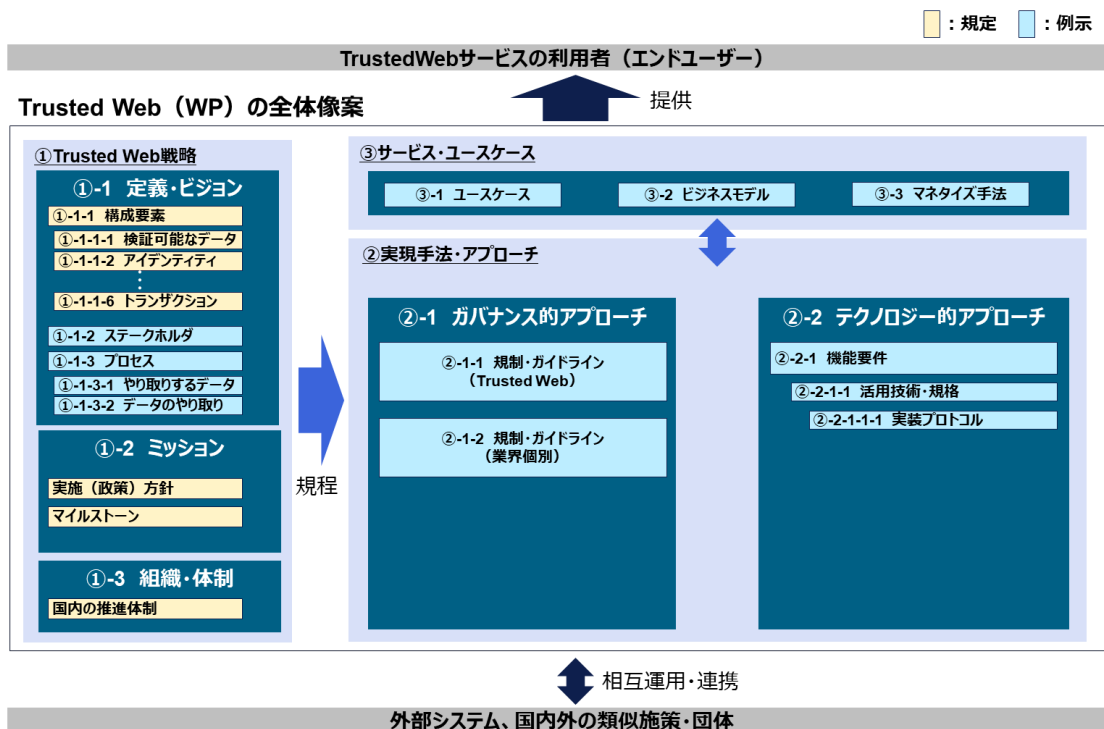 ：規定
：例示
TrustedWebサービスの利用者（エンドユーザー）
Trusted Web（WP）の全体像案
提供
①Trusted Web戦略
①-1 定義・ビジョン
①-1-1 構成要素
①-1-1-1 検証可能なデータ
①-1-1-2 アイデンティティ
⋮
①-1-1-6 トランザクション
①-1-2 ステークホルダ
①-1-3 プロセス
①-1-3-1 やり取りするデータ
①-1-3-2 データのやり取り
①-2 ミッション
実施（政策）方針
マイルストーン
①-3 組織・体制
国内の推進体制
規程
③サービス・ユースケース
③-1 ユースケース
③-2 ビジネスモデル
③-3 マネタイズ手法
②実現手法・アプローチ
②-1 ガバナンス的アプローチ
②-1-1 規制・ガイドライン
（Trusted Web）
②-1-2 規制・ガイドライン
（業界個別）
②-2 テクノロジー的アプローチ
②-2-1 機能要件
②-2-1-1 活用技術・規格
②-2-1-1-1 実装プロトコル
相互運用・連携
外部システム、国内外の類似施策・団体